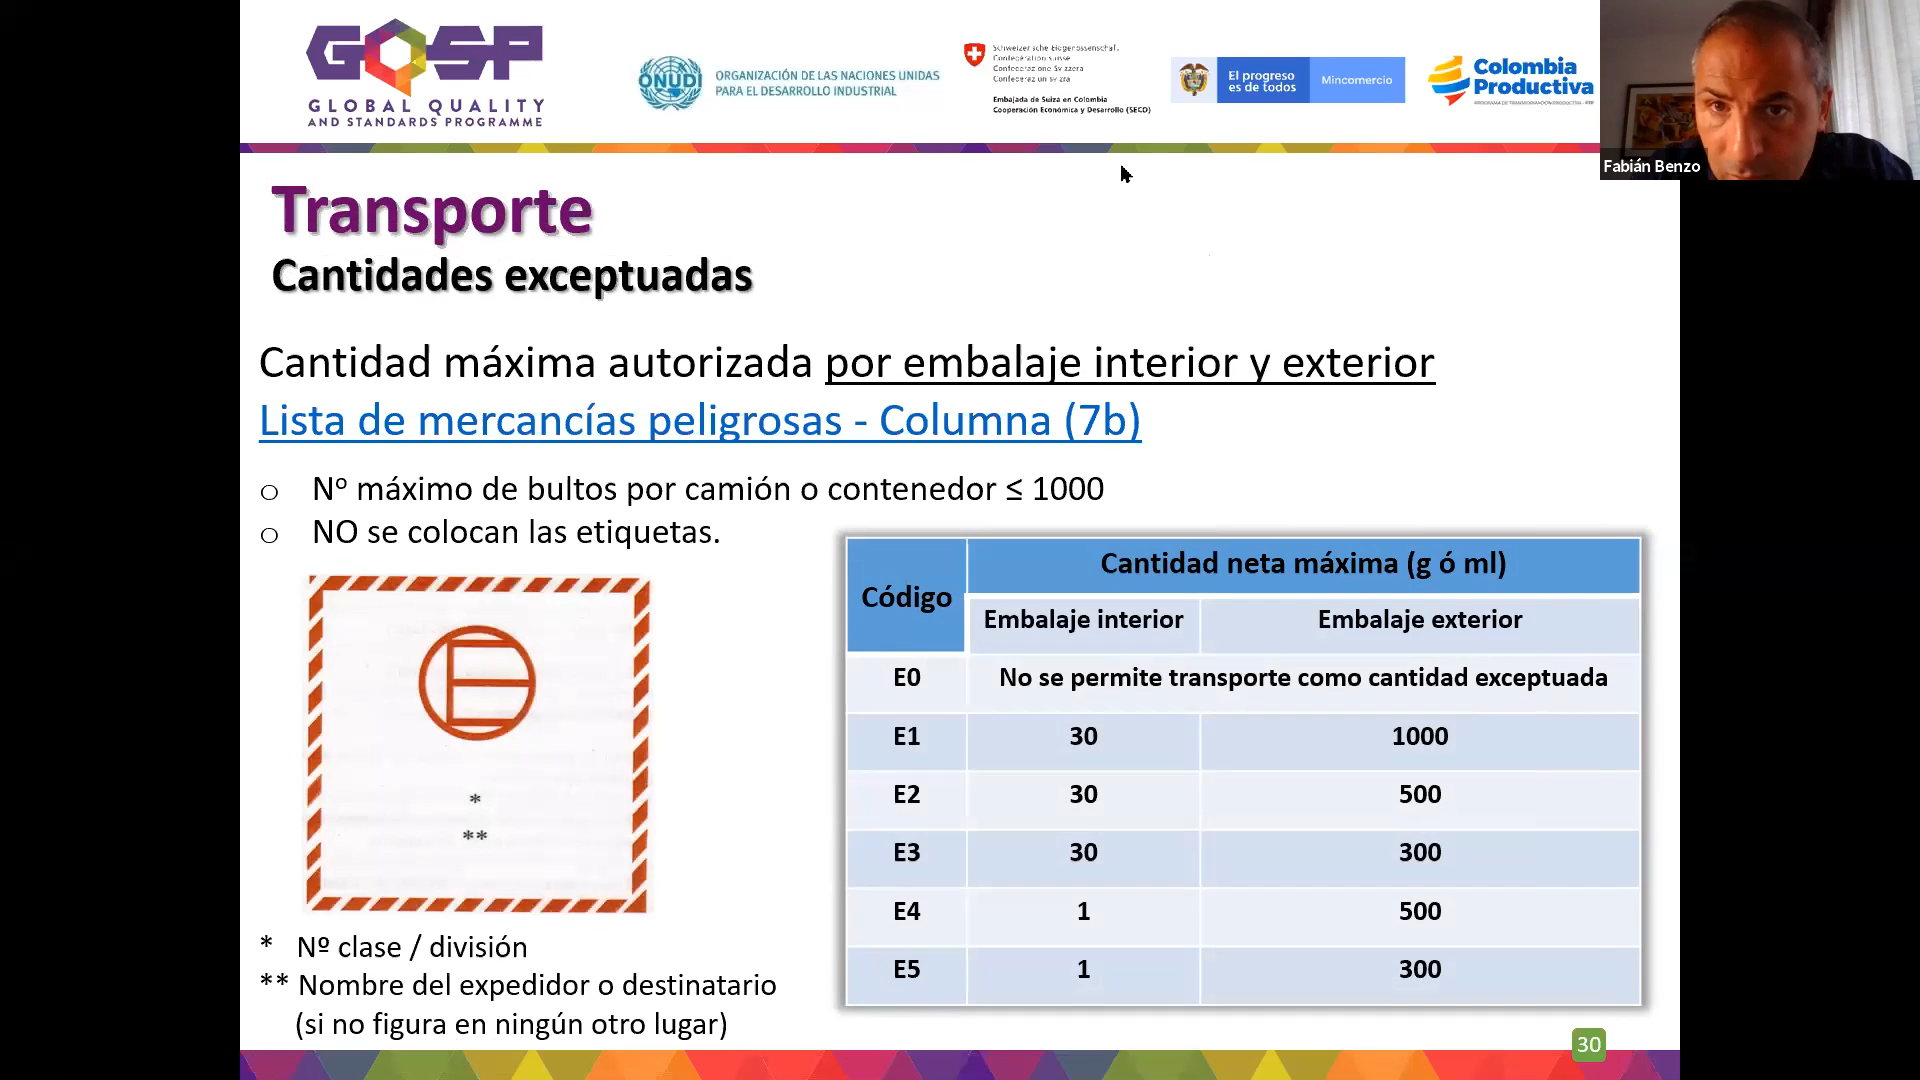 GQSP
GLOBAL QUALITY
AND STANDARDS PROGRAMME
ONUDI
ORGANIZACIÓN DE LAS NACIONES UNIDAS
PARA EL DESARROLLO INDUSTRIAL
Schweizerische Eidgenossenschaft
Confédération suisse
Confederazione Svizzera
Confederaziun svizra
Embajada de Suiza en Colombia
Cooperación Económica y Desarrollo (SECO)
El progreso
es de todos
Mincomercio
Colombia
Productiva
PROGRAMA DE TRANSFORMACIÓN PRODUCTIVA - PTP
Fabián Benzo
Transporte
Cantidades exceptuadas
Cantidad máxima autorizada por embalaje interior y exterior
Lista de mercancías peligrosas - Columna (7b)
o Nº máximo de bultos por camión o contenedor ≤ 1000
o NO se colocan las etiquetas.
E
*
**
* Nº clase / división
** Nombre del expedidor o destinatario
(si no figura en ningún otro lugar)
Código Cantidad neta máxima (g ó ml)
Embalaje interior Embalaje exterior
E0 No se permite transporte como cantidad exceptuada
E1 30 1000
E2 30 500
E3 30 300
E4 1 500
E5 1 300
30